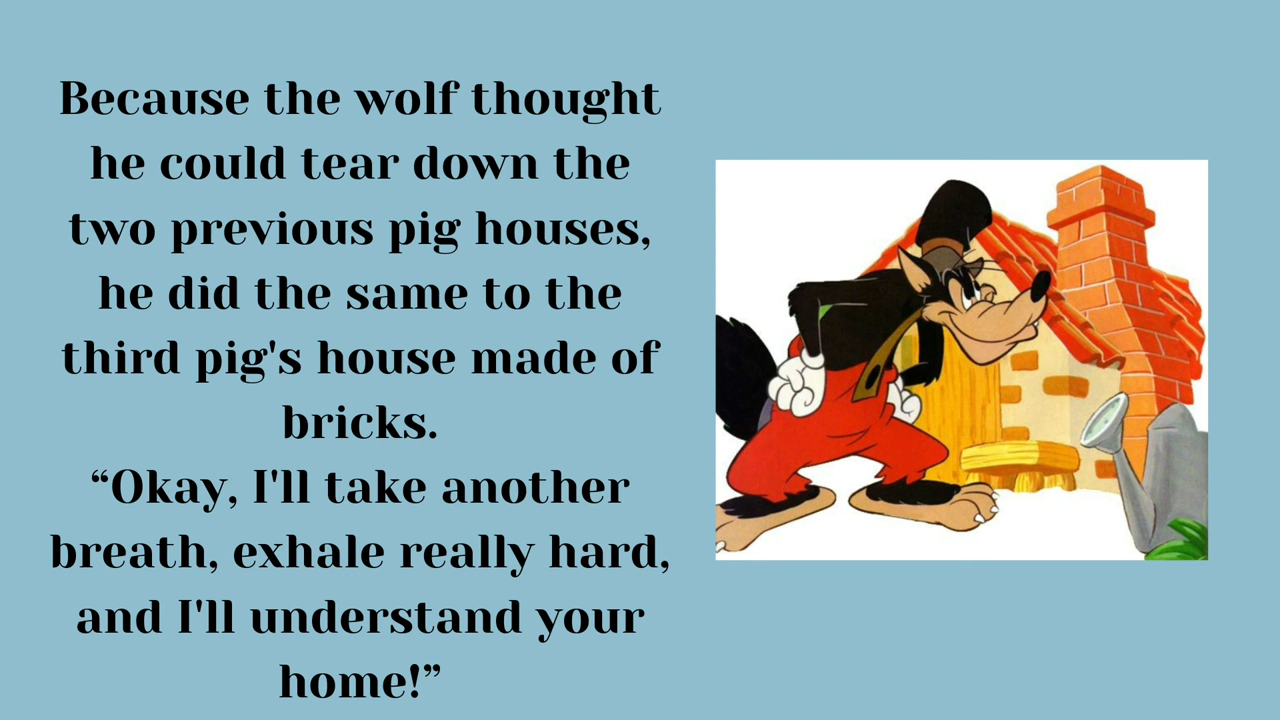 Because the wolf thought
he could tear down the
two previous pig houses,
he did the same to the
third pig's house made of
bricks.
“Okay, I'll take another
breath, exhale really hard,
and I'll understand your
home!”